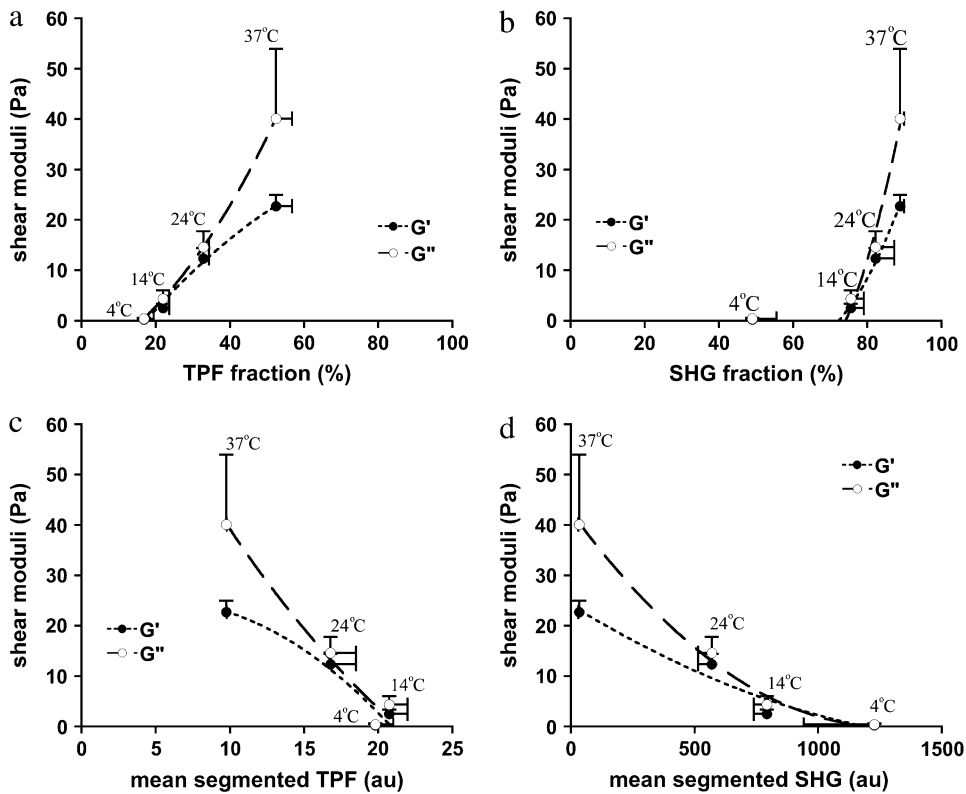 a
60
50
40
30
20
10
0
shear moduli (Pa)
37°C
24°C
14°C
4°C
G'
G"
0 20 40 60 80 100
TPF fraction (%)
b
60
50
40
30
20
10
0
shear moduli (Pa)
37°C
24°C
14°C
4°C
G'
G"
0 20 40 60 80 100
SHG fraction (%)
c
60
50
40
30
20
10
0
shear moduli (Pa)
37°C
24°C
14°C
4°C
G'
G"
0 5 10 15 20 25
mean segmented TPF (au)
d
60
50
40
30
20
10
0
shear moduli (Pa)
37°C
24°C
14°C
4°C
G'
G"
0 500 1000 1500
mean segmented SHG (au)